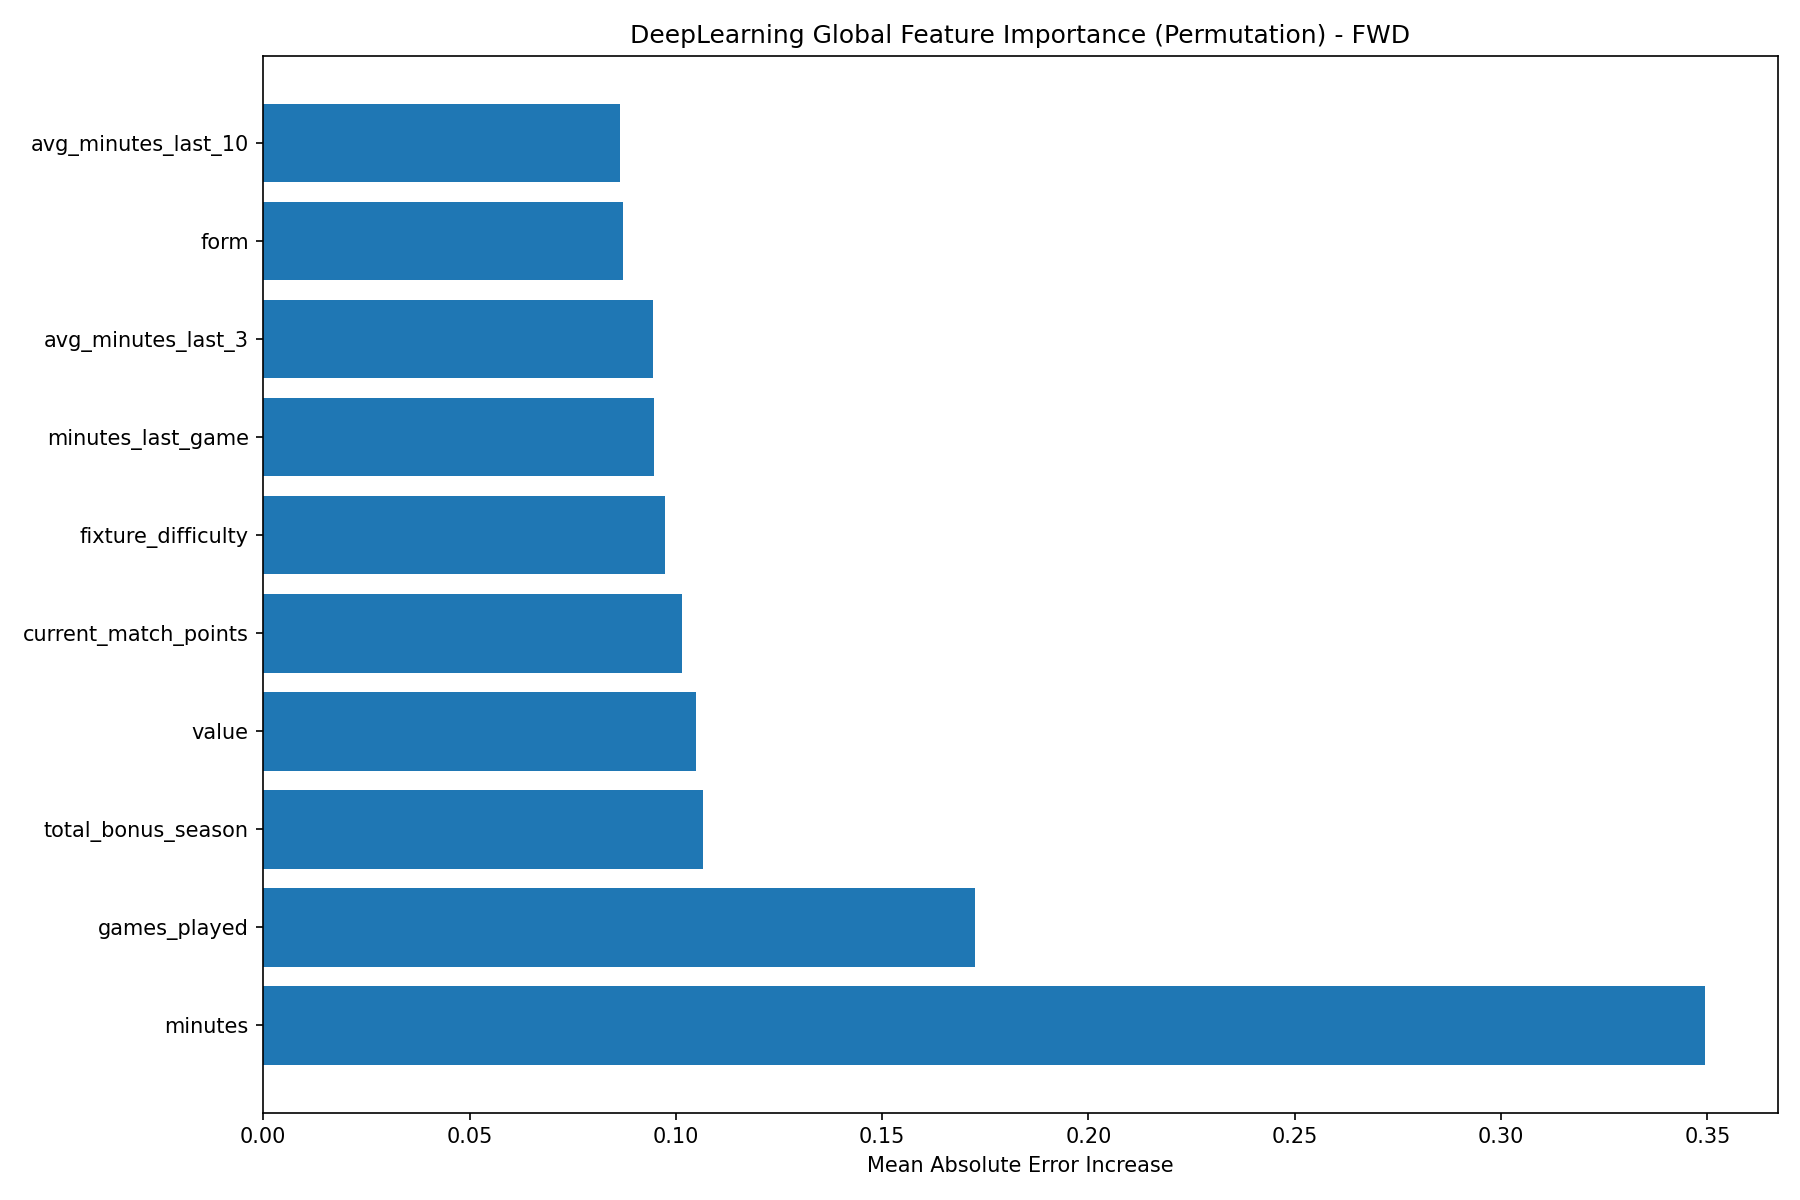 DeepLearning Global Feature Importance (Permutation) - FWD
avg_minutes_last_10
form
avg_minutes_last_3
minutes_last_game
fixture_difficulty
current_match_points
value
total_bonus_season
games_played
minutes
0.00 0.05 0.10 0.15 0.20 0.25 0.30 0.35
Mean Absolute Error Increase